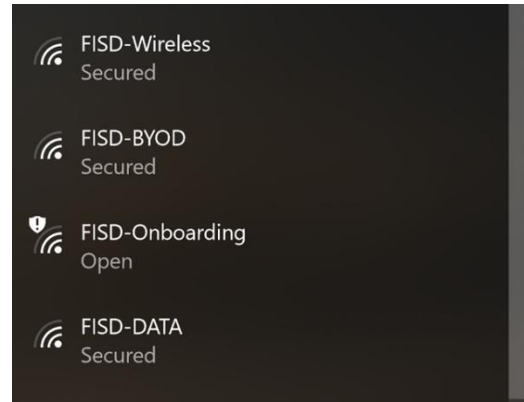 FISD-Wireless
Secured
FISD-BYOD
Secured
FISD-Onboarding
Open
FISD-DATA
Secured